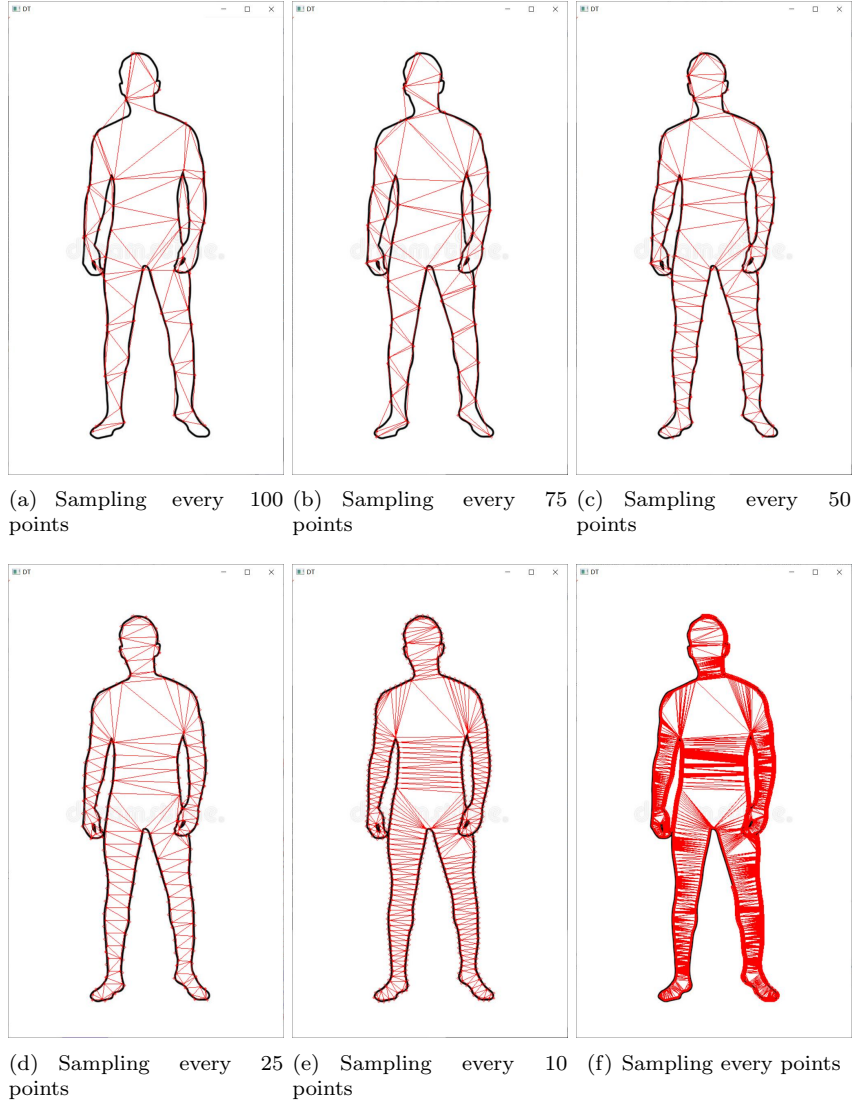 DT
DT
DT
(a) Sampling every 100
points
(b) Sampling every 75
points
(c) Sampling every 50
points
DT
DT
DT
(d) Sampling every 25
points
(e) Sampling every 10
points
(f) Sampling every points